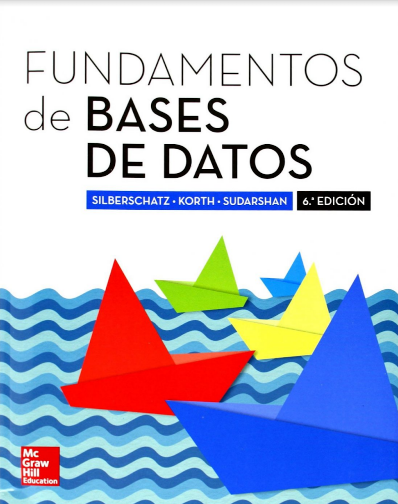 FUNDAMENTOS
de BASES
DE DATOS
SILBERSCHATZ · KORTH · SUDARSHAN 6.ª EDICIÓN
Mc
Graw
Hill
Education